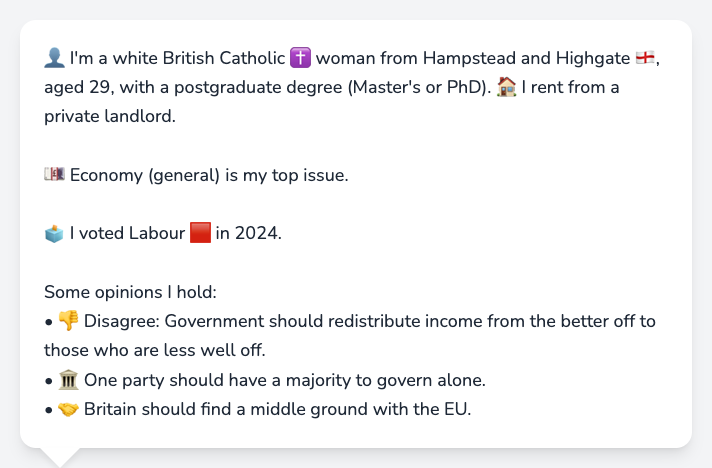 👤 I'm a white British Catholic ✝️ woman from Hampstead and Highgate 🏴󠁧󠁢󠁥󠁮󠁧󠁿,
aged 29, with a postgraduate degree (Master's or PhD). 🏠 I rent from a
private landlord.
💷 Economy (general) is my top issue.
🗳️ I voted Labour 🟥 in 2024.
Some opinions I hold:
• 👎 Disagree: Government should redistribute income from the better off to
those who are less well off.
• 🏛️ One party should have a majority to govern alone.
• 🤝 Britain should find a middle ground with the EU.